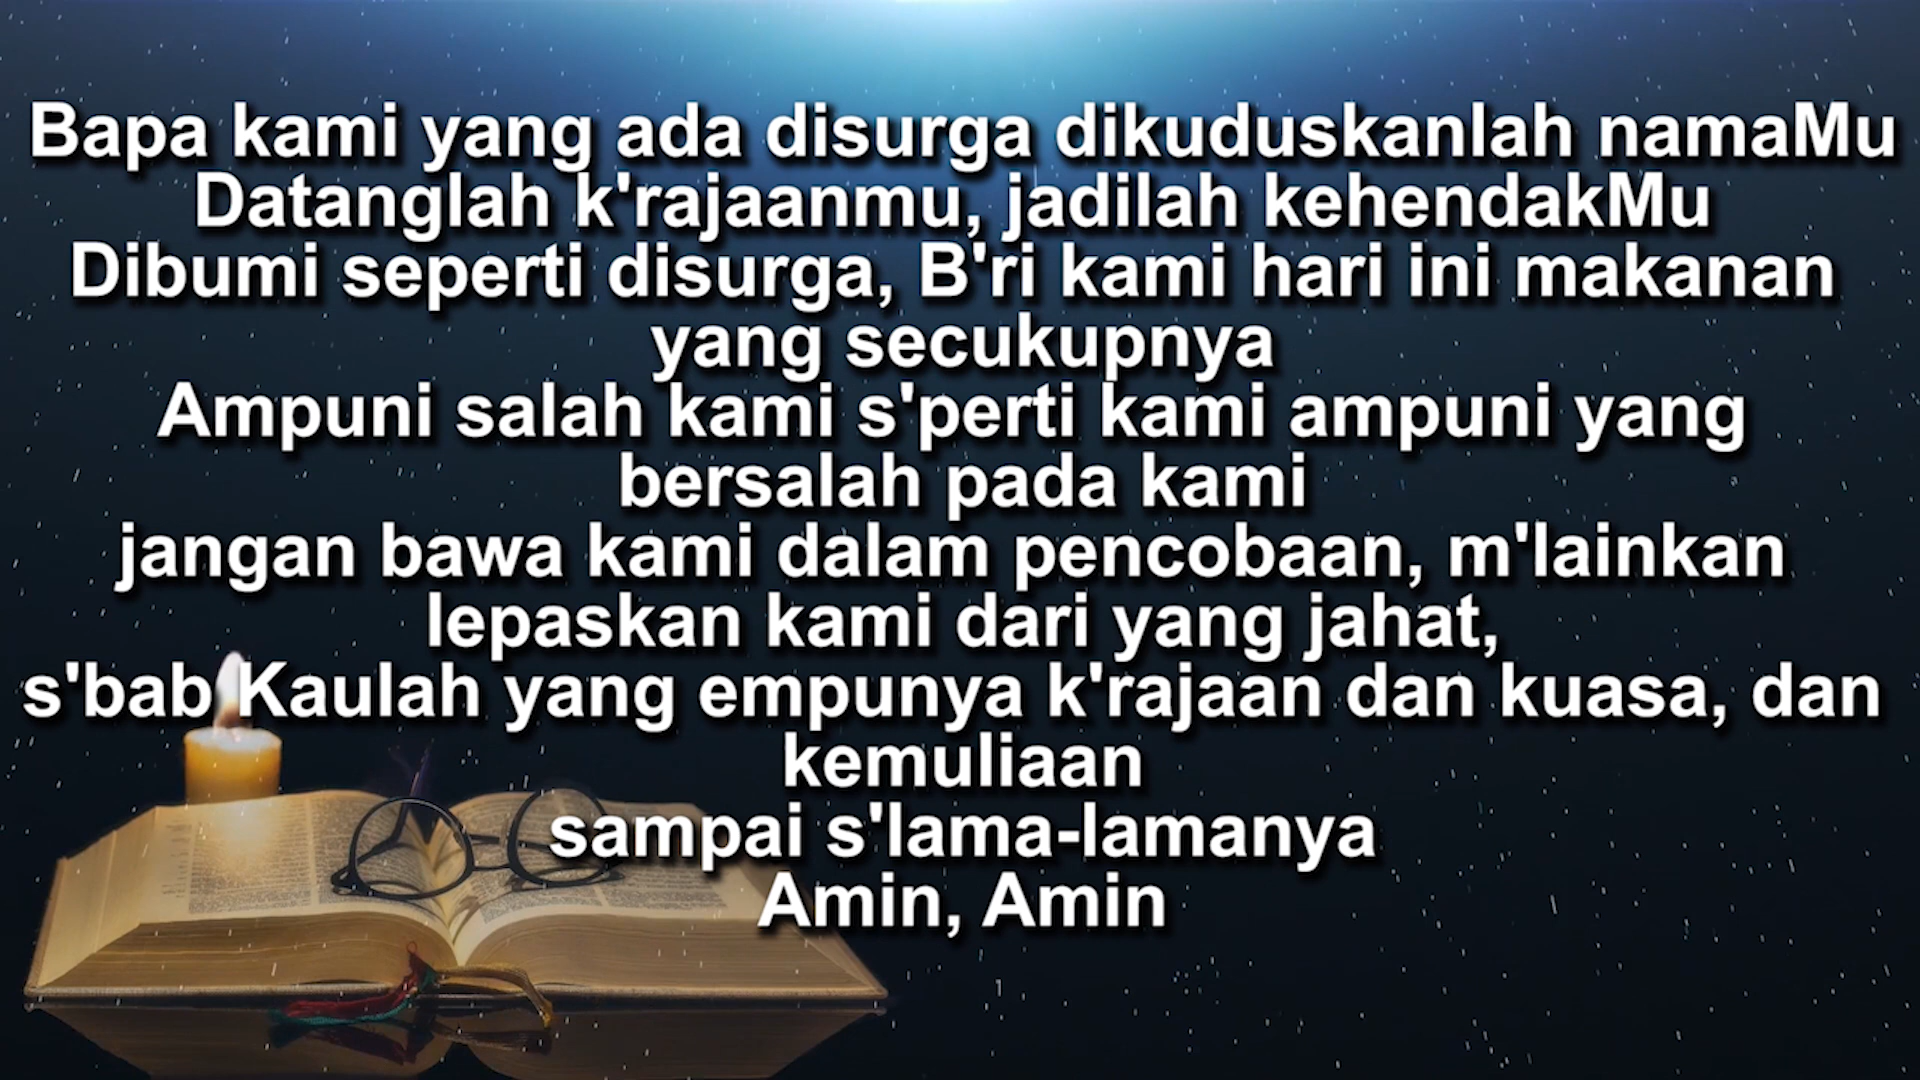 Bapa kami yang ada disurga dikuduskanlah namaMu
Datanglah k'rajaanmu, jadilah kehendakMu
Dibumi seperti disurga, B'ri kami hari ini makanan
yang secukupnya
Ampuni salah kami s'perti kami ampuni yang
bersalah pada kami
jangan bawa kami dalam pencobaan, m'lainkan
lepaskan kami dari yang jahat,
s'bab Kaulah yang empunya k'rajaan dan kuasa, dan
kemuliaan
sampai s'lama-lamanya
Amin, Amin